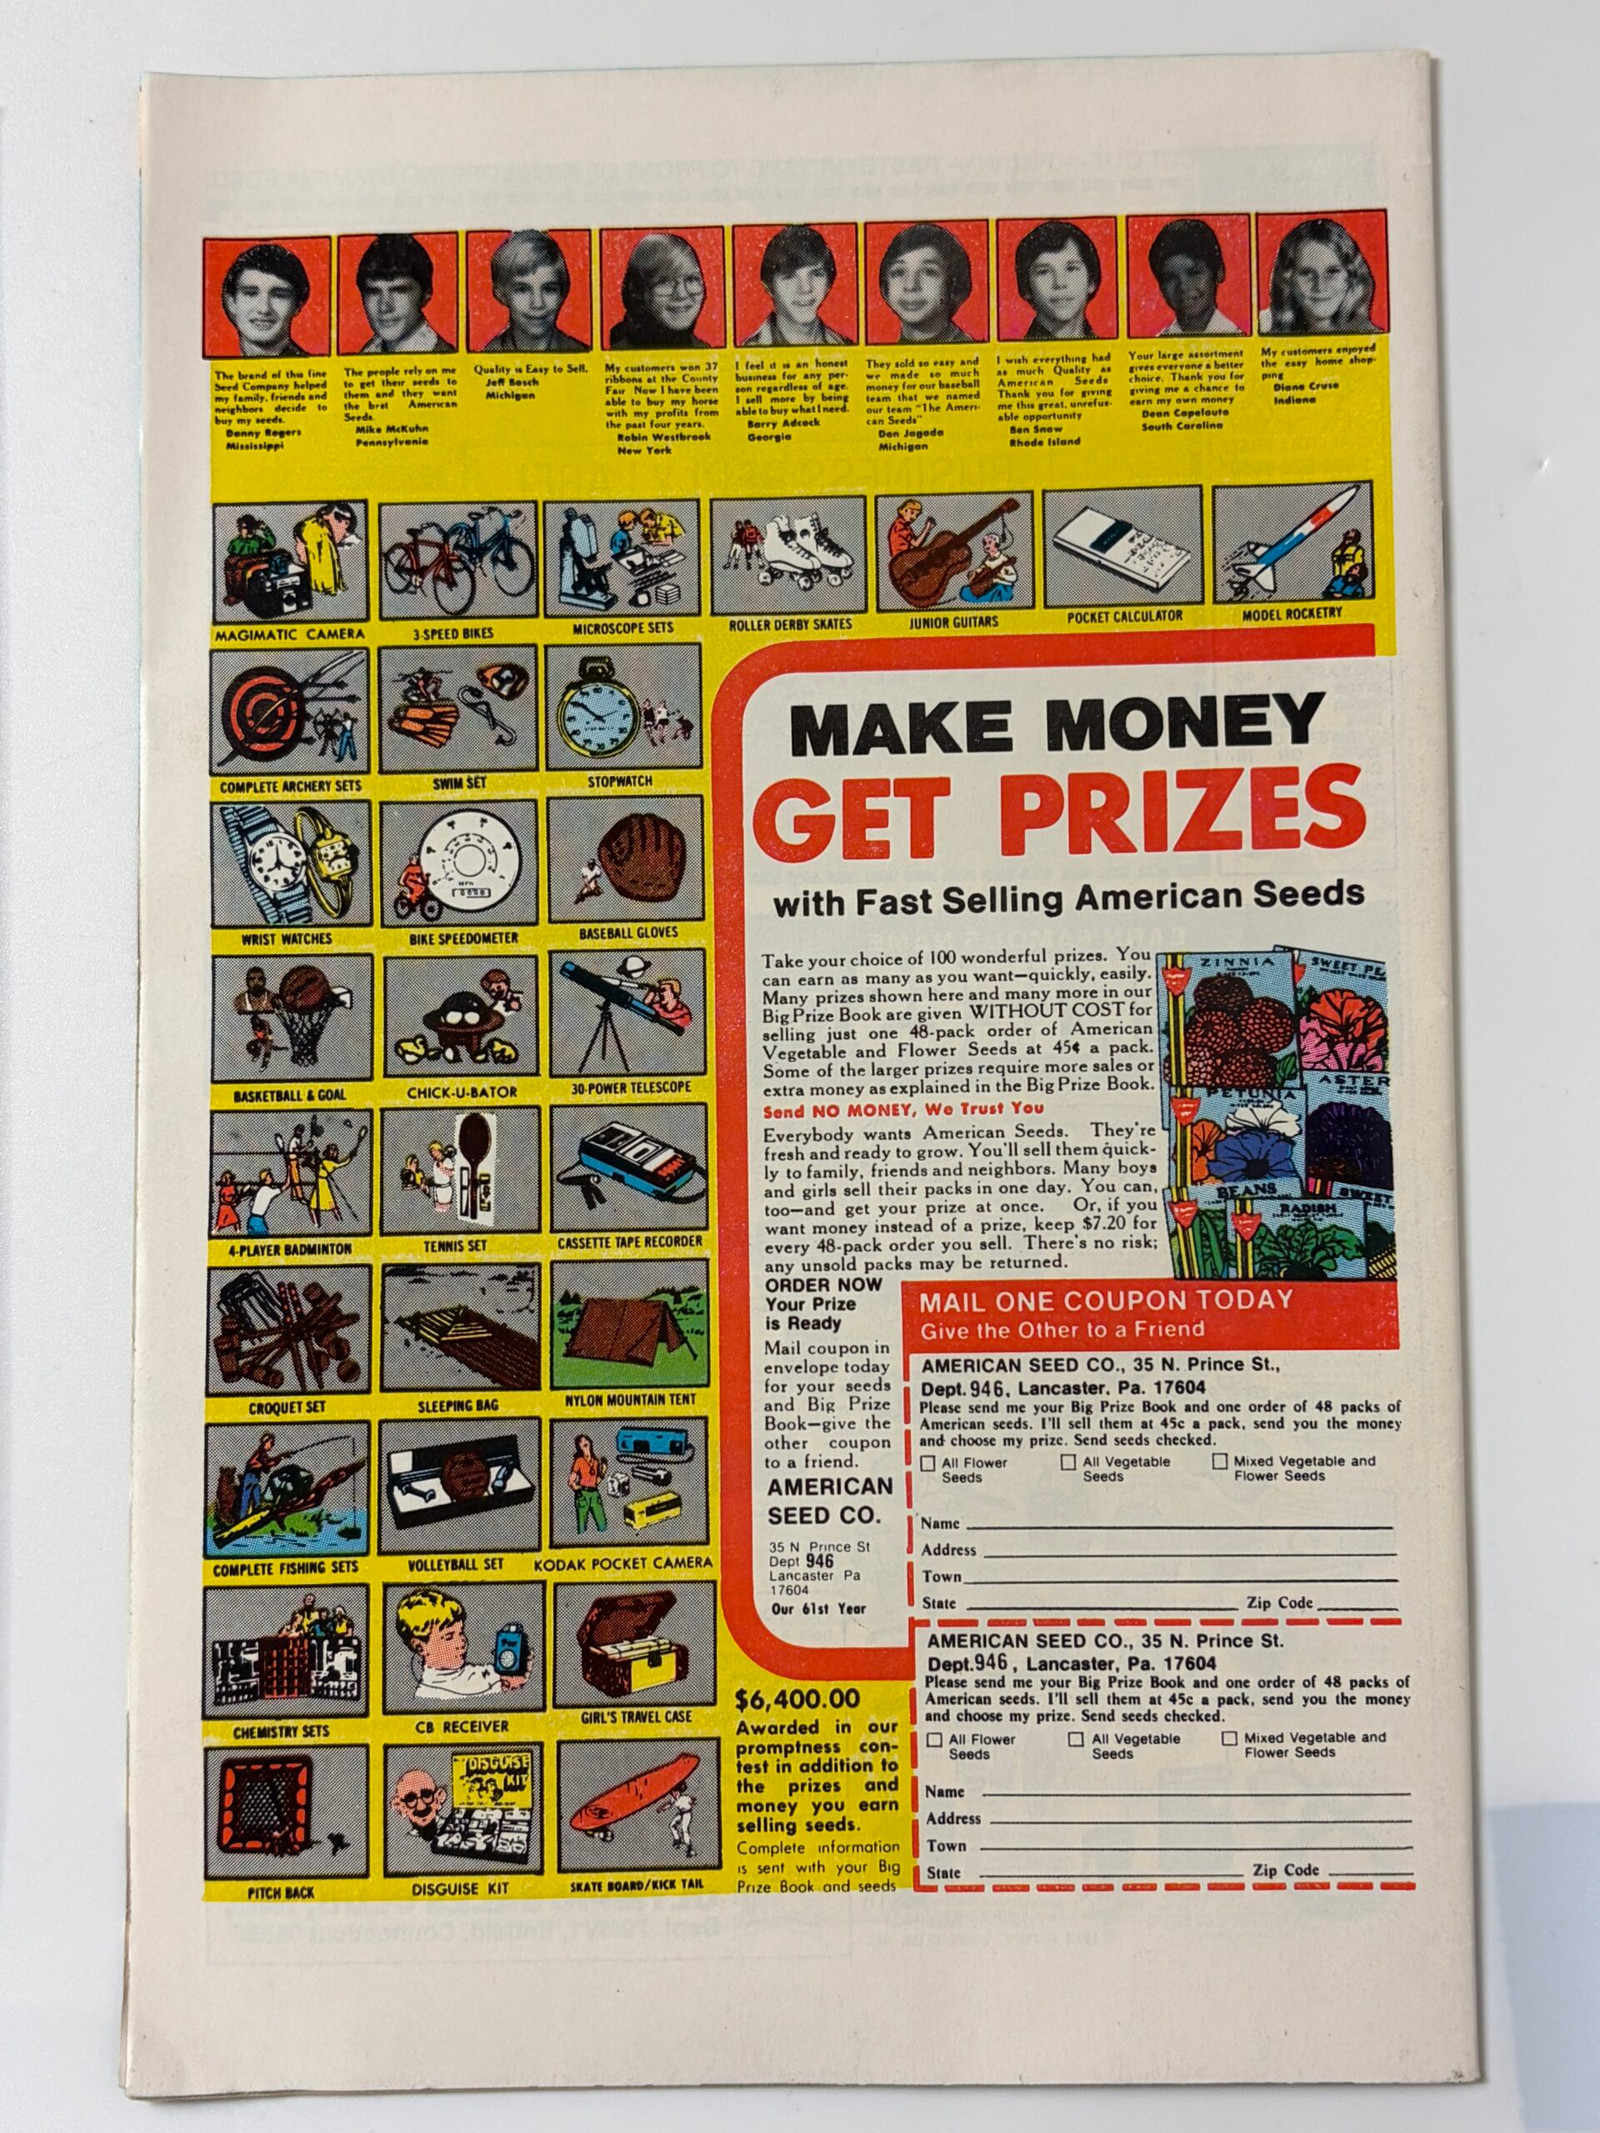 The brand of this fine
Seed Company helped
my family, friends and
neighbors decide to
buy my seeds.
Danny Rogers
Mississippi
The people rely on me
to get their seeds to
them and they want
the best American
Seeds.
Mike McKuhn
Pennsylvania
Quality is Easy to Sell.
Jeff Bosch
Michigan
My customers won 37
ribbons at the County
Fair Now I have been
able to buy my horse
with my profits from
the past four years.
Robin Westbrook
New York
I feel it is an honest
business for any per-
son regardless of age.
I sell more by being
able to buy what I need.
Barry Adcock
Georgia
They sold so easy and
we made so much
money for our baseball
team that we named
our team "The Ameri-
can Seeds"
Dan Jagoda
Michigan
I wish everything had
as much Quality as
American Seeds
Thank you for giving
me this great, unrefus-
able opportunity
Ben Snow
Rhode Island
Your large assortment
gives everyone a better
choice. Thank you for
giving me a chance to
earn my own money
Dean Capelouto
South Carolina
My customers enjoyed
the easy home shop-
ping
Diane Cruse
Indiana
MAGIMATIC CAMERA
3-SPEED BIKES
MICROSCOPE SETS
ROLLER DERBY SKATES
JUNIOR GUITARS
POCKET CALCULATOR
MODEL ROCKETRY
COMPLETE ARCHERY SETS
SWIM SET
STOPWATCH
WRIST WATCHES
BIKE SPEEDOMETER
BASEBALL GLOVES
BASKETBALL & GOAL
CHICK-U-BATOR
30-POWER TELESCOPE
4-PLAYER BADMINTON
TENNIS SET
CASSETTE TAPE RECORDER
CROQUET SET
SLEEPING BAG
NYLON MOUNTAIN TENT
COMPLETE FISHING SETS
VOLLEYBALL SET
KODAK POCKET CAMERA
CHEMISTRY SETS
CB RECEIVER
GIRL'S TRAVEL CASE
DISGUISE
KIT
PITCH BACK
DISGUISE KIT
SKATE BOARD/KICK TAIL
MAKE MONEY
GET PRIZES
with Fast Selling American Seeds
Take your choice of 100 wonderful prizes. You
can earn as many as you want—quickly, easily.
Many prizes shown here and many more in our
Big Prize Book are given WITHOUT COST for
selling just one 48-pack order of American
Vegetable and Flower Seeds at 45¢ a pack.
Some of the larger prizes require more sales or
extra money as explained in the Big Prize Book.
Send NO MONEY, We Trust You
Everybody wants American Seeds. They're
fresh and ready to grow. You'll sell them quick-
ly to family, friends and neighbors. Many boys
and girls sell their packs in one day. You can,
too—and get your prize at once. Or, if you
want money instead of a prize, keep $7.20 for
every 48-pack order you sell. There's no risk;
any unsold packs may be returned.
ZINNIA
SWEET PE
PETUNIA
ASTER
BEANS
RADISH
SWEET
ORDER NOW
Your Prize
is Ready
Mail coupon in
envelope today
for your seeds
and Big Prize
Book—give the
other coupon
to a friend.
AMERICAN
SEED CO.
35 N Prince St
Dept 946
Lancaster Pa
17604
Our 61st Year
MAIL ONE COUPON TODAY
Give the Other to a Friend
AMERICAN SEED CO., 35 N. Prince St.,
Dept. 946, Lancaster, Pa. 17604
Please send me your Big Prize Book and one order of 48 packs of
American seeds. I'll sell them at 45c a pack, send you the money
and choose my prize. Send seeds checked.
All Flower
Seeds
All Vegetable
Seeds
Mixed Vegetable and
Flower Seeds
Name
Address
Town
State Zip Code
AMERICAN SEED CO., 35 N. Prince St.
Dept. 946, Lancaster, Pa. 17604
Please send me your Big Prize Book and one order of 48 packs of
American seeds. I'll sell them at 45c a pack, send you the money
and choose my prize. Send seeds checked.
All Flower
Seeds
All Vegetable
Seeds
Mixed Vegetable and
Flower Seeds
Name
Address
Town
State Zip Code
$6,400.00
Awarded in our
promptness con-
test in addition to
the prizes and
money you earn
selling seeds.
Complete information
is sent with your Big
Prize Book and seeds